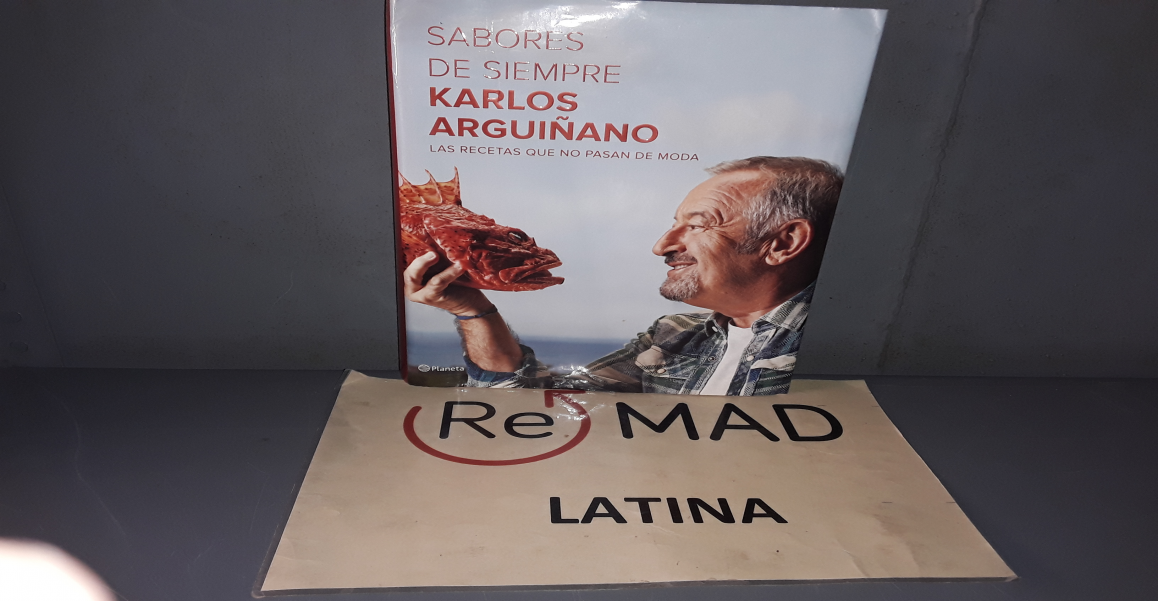 SABORES
DE SIEMPRE
KARLOS
ARGUIÑANO
LAS RECETAS QUE NO PASAN DE MODA
Planeta
Re MAD
LATINA